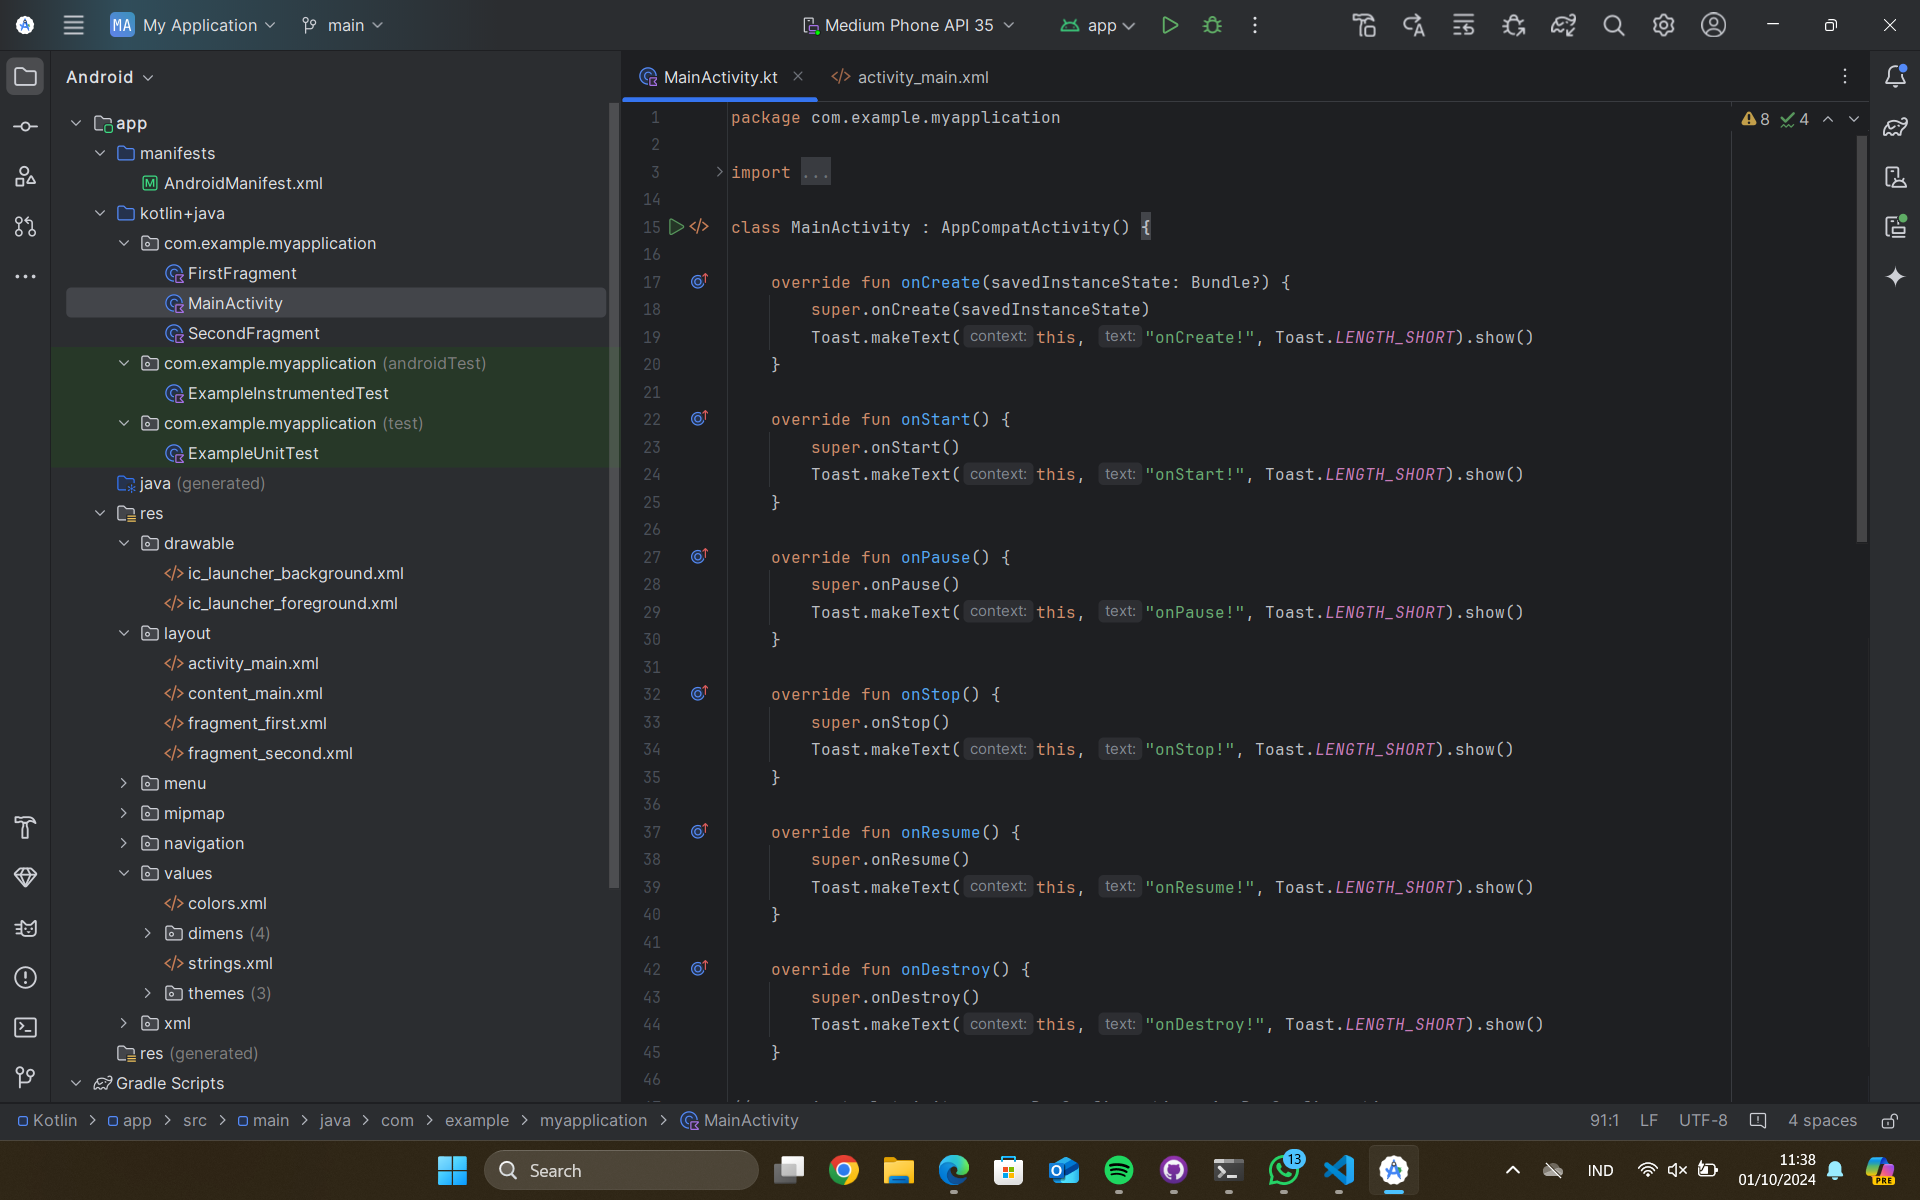 MA My Application main Medium Phone API 35 app
Android
MainActivity.kt activity_main.xml
app
manifests
AndroidManifest.xml
kotlin+java
com.example.myapplication
FirstFragment
MainActivity
SecondFragment
com.example.myapplication (androidTest)
ExampleInstrumentedTest
com.example.myapplication (test)
ExampleUnitTest
java (generated)
res
drawable
ic_launcher_background.xml
ic_launcher_foreground.xml
layout
activity_main.xml
content_main.xml
fragment_first.xml
fragment_second.xml
menu
mipmap
navigation
values
colors.xml
dimens (4)
strings.xml
themes (3)
xml
res (generated)
Gradle Scripts
8 4
1 package com.example.myapplication
2
3 import ...
14
15 class MainActivity : AppCompatActivity() {
16
17 override fun onCreate(savedInstanceState: Bundle?) {
18 super.onCreate(savedInstanceState)
19 Toast.makeText( context: this, text: "onCreate!", Toast.LENGTH_SHORT).show()
20 }
21
22 override fun onStart() {
23 super.onStart()
24 Toast.makeText( context: this, text: "onStart!", Toast.LENGTH_SHORT).show()
25 }
26
27 override fun onPause() {
28 super.onPause()
29 Toast.makeText( context: this, text: "onPause!", Toast.LENGTH_SHORT).show()
30 }
31
32 override fun onStop() {
33 super.onStop()
34 Toast.makeText( context: this, text: "onStop!", Toast.LENGTH_SHORT).show()
35 }
36
37 override fun onResume() {
38 super.onResume()
39 Toast.makeText( context: this, text: "onResume!", Toast.LENGTH_SHORT).show()
40 }
41
42 override fun onDestroy() {
43 super.onDestroy()
44 Toast.makeText( context: this, text: "onDestroy!", Toast.LENGTH_SHORT).show()
45 }
46
Kotlin > app > src > main > java > com > example > myapplication > MainActivity 91:1 LF UTF-8 4 spaces
Search 13 IND 11:38
01/10/2024
PRE